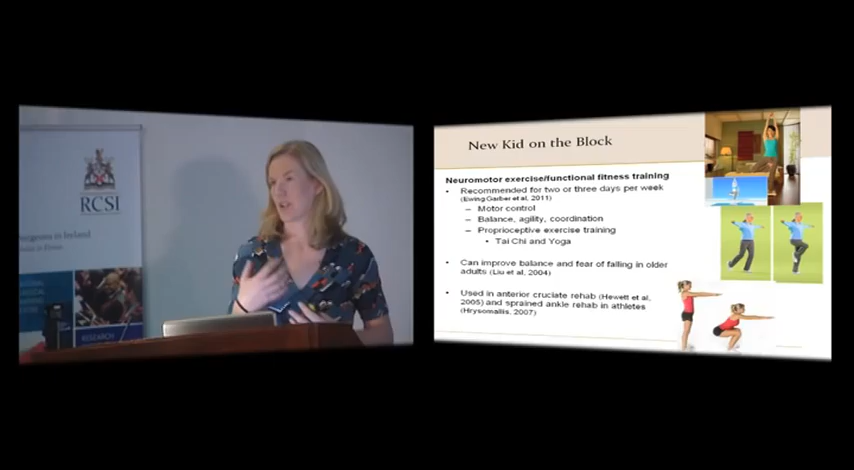 RCSI
RESEARCH
New Kid on the Block
Neuromotor exercise/functional fitness training
• Recommended for two or three days per week
(Ewing Garber et al, 2011)
– Motor control
– Balance, agility, coordination
– Proprioceptive exercise training
• Tai Chi and Yoga
• Can improve balance and fear of falling in older
adults (Liu et al, 2004)
• Used in anterior cruciate rehab (Hewett et al,
2005) and sprained ankle rehab in athletes
(Hrysomallis, 2007)